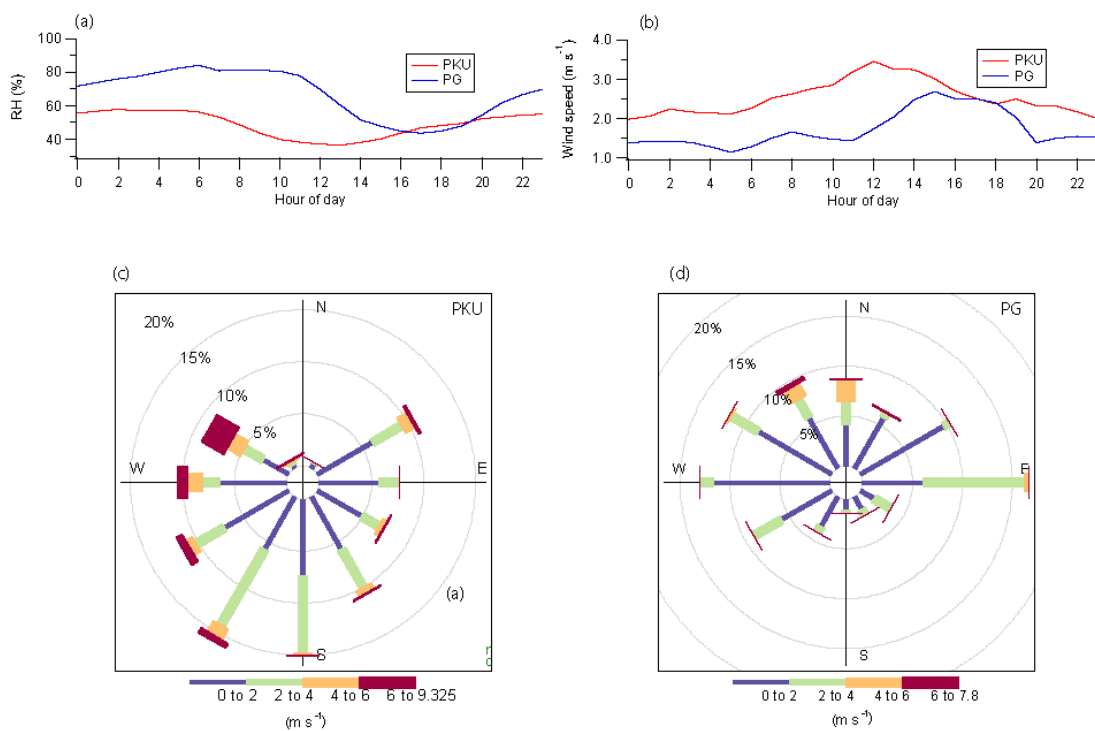 (a)
100
80
60
40
RH (%)
PKU
PG
0 2 4 6 8 10 12 14 16 18 20 22
Hour of day
(b)
4.0
3.0
2.0
1.0
Wind speed (m s⁻¹)
PKU
PG
0 2 4 6 8 10 12 14 16 18 20 22
Hour of day
(c)
N
PKU
20%
15%
10%
5%
W
E
(a)
S
0 to 2 2 to 4 4 to 6 6 to 9.325
(m s⁻¹)
(d)
N
PG
20%
15%
10%
5%
W
E
S
0 to 2 2 to 4 4 to 6 6 to 7.8
(m s⁻¹)